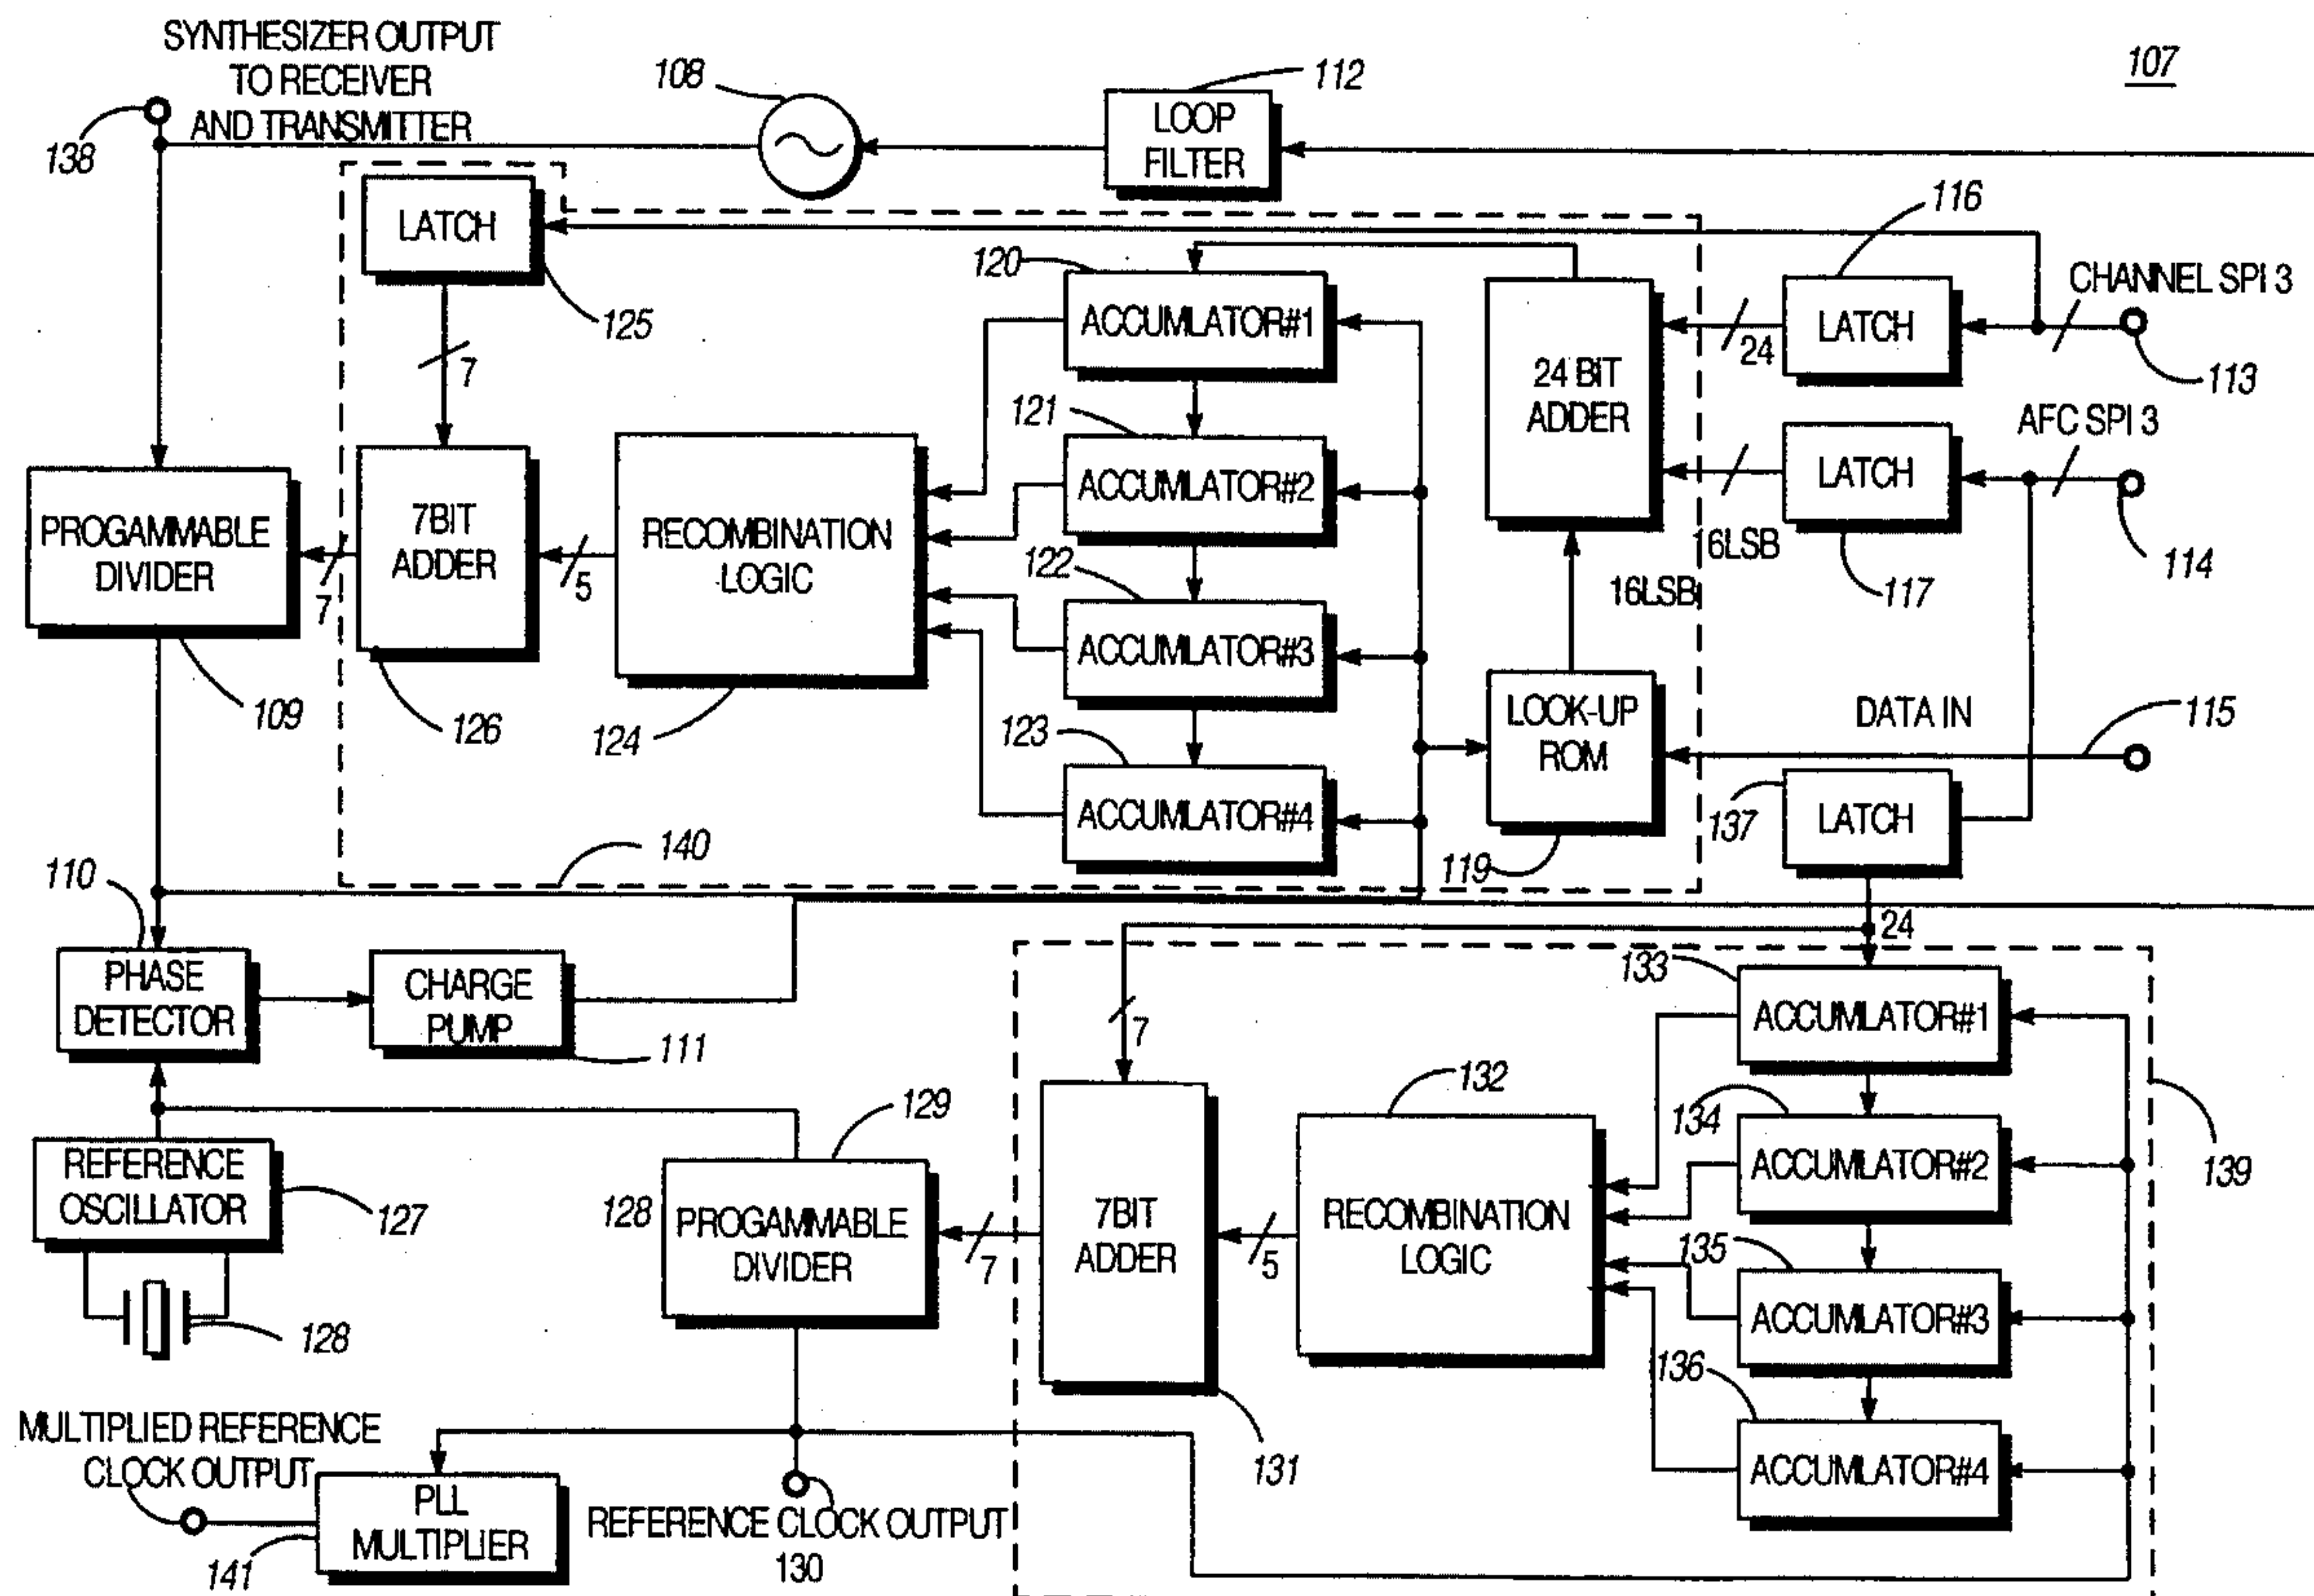 SYNTHESIZER OUTPUT
TO RECEIVER
AND TRANSMITTER
138
108
112
LOOP
FILTER
107
LATCH
125
7
116
LATCH
24
CHANNEL SPI 3
113
120
ACCUMLATOR#1
121
ACCUMLATOR#2
122
ACCUMLATOR#3
123
ACCUMLATOR#4
24 BIT
ADDER
AFC SPI 3
LATCH
16LSB
117
114
16LSB
PROGAMMABLE
DIVIDER
109
7
7BIT
ADDER
126
5
RECOMBINATION
LOGIC
124
LOOK-UP
ROM
119
DATA IN
115
137
LATCH
24
140
110
PHASE
DETECTOR
CHARGE
PUMP
111
REFERENCE
OSCILLATOR
127
128
128
129
PROGAMMABLE
DIVIDER
7
7
7BIT
ADDER
131
5
132
RECOMBINATION
LOGIC
133
ACCUMLATOR#1
134
ACCUMLATOR#2
135
ACCUMLATOR#3
136
ACCUMLATOR#4
139
MULTIPLIED REFERENCE
CLOCK OUTPUT
141
PLL
MULTIPLIER
REFERENCE CLOCK OUTPUT
130